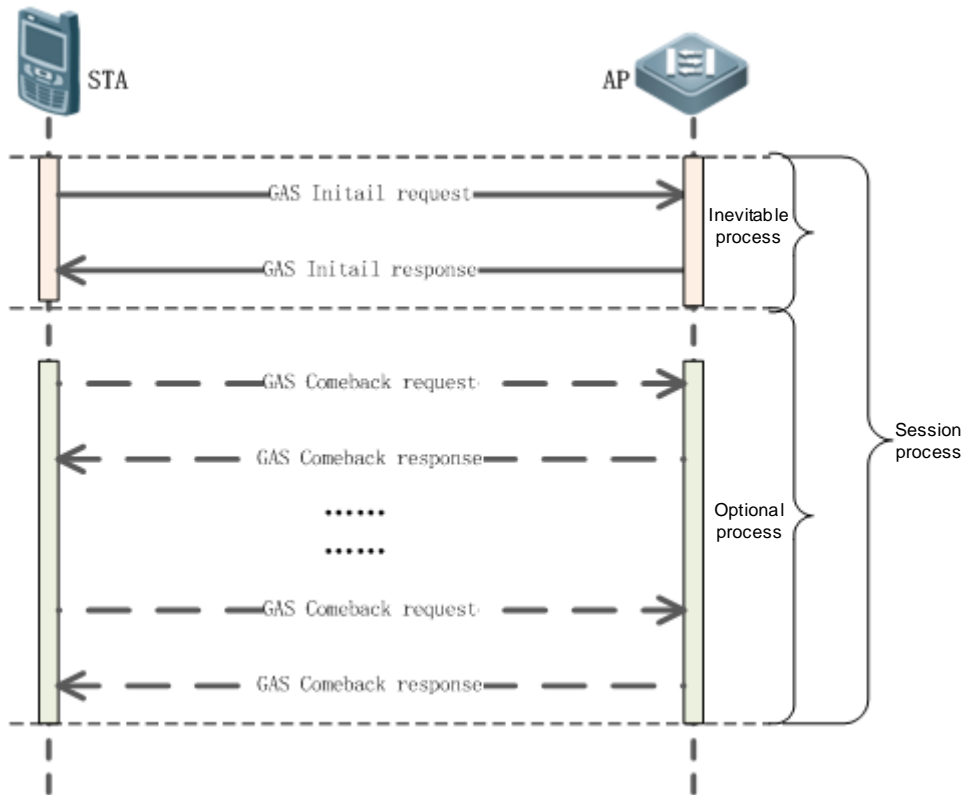 STA
AP
GAS Initail request
Inevitable
process
GAS Initail response
GAS Comeback request
Session
process
GAS Comeback response
......
Optional
process
......
GAS Comeback request
GAS Comeback response